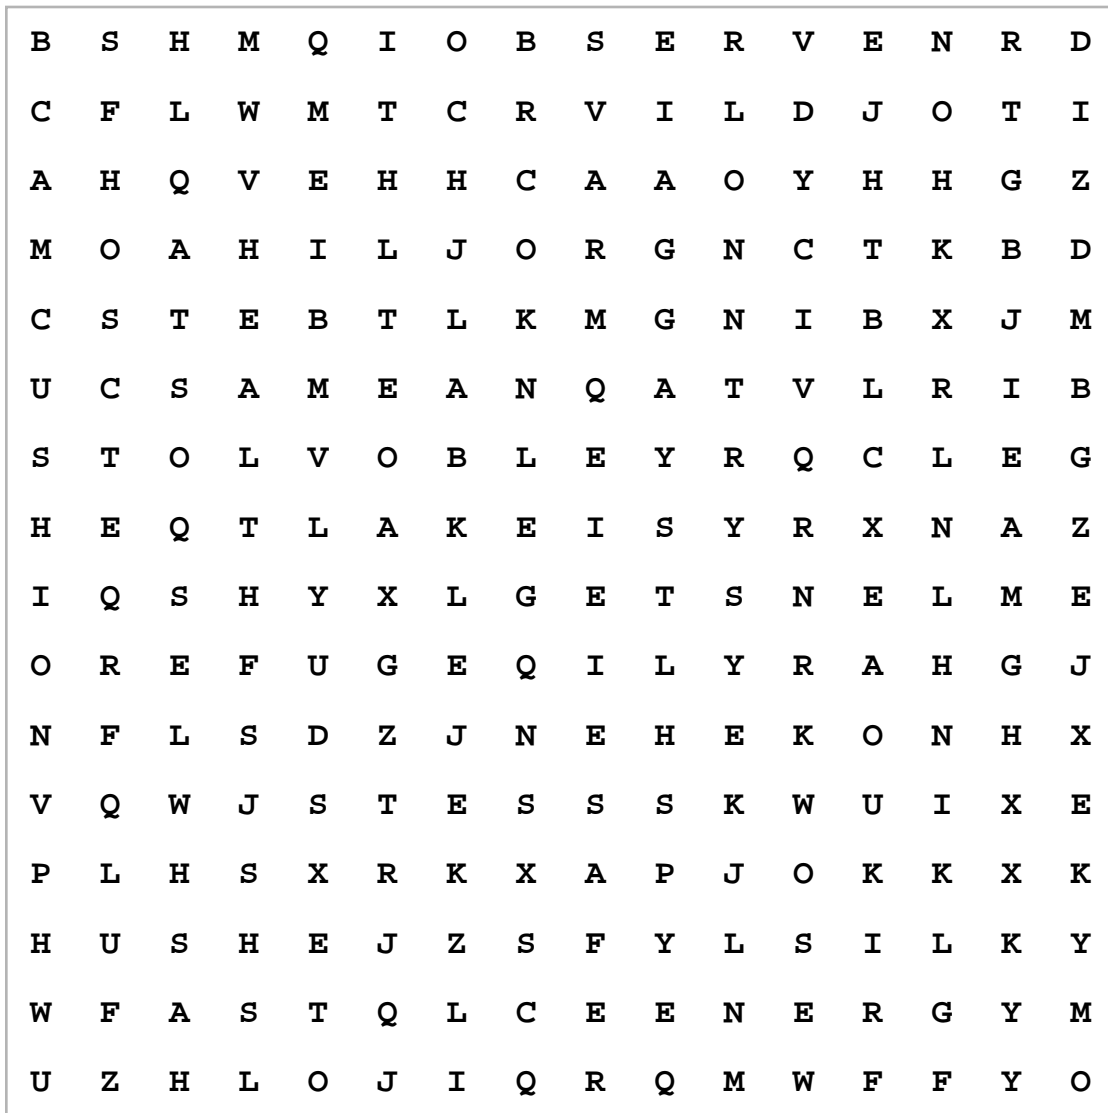 B S H M Q I O B S E R V E N R D
C F L W M T C R V I L D J O T I
A H Q V E H H C A A O Y H H G Z
M O A H I L J O R G N C T K B D
C S T E B T L K M G N I B X J M
U C S A M E A N Q A T V L R I B
S T O L V O B L E Y R Q C L E G
H E Q T L A K E I S Y R X N A Z
I Q S H Y X L G E T S N E L M E
O R E F U G E Q I L Y R A H G J
N F L S D Z J N E H E K O N H X
V Q W J S T E S S S K W U I X E
P L H S X R K X A P J O K K X K
H U S H E J Z S F Y L S I L K Y
W F A S T Q L C E E N E R G Y M
U Z H L O J I Q R Q M W F F Y O